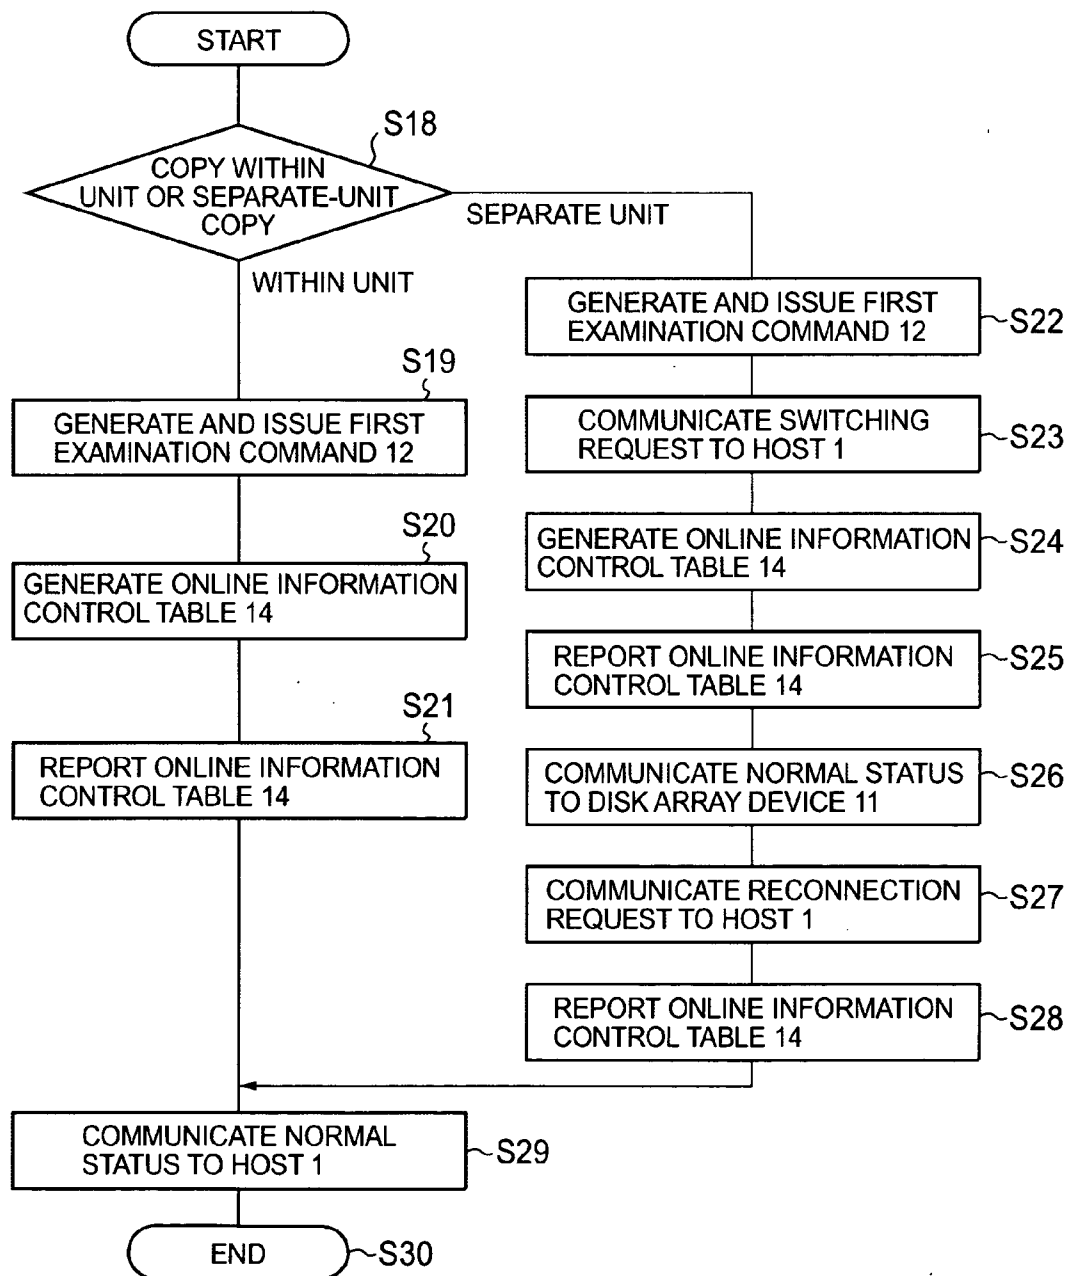 START
S18
COPY WITHIN
UNIT OR SEPARATE-UNIT
COPY
SEPARATE UNIT
WITHIN UNIT
S19
GENERATE AND ISSUE FIRST
EXAMINATION COMMAND 12
S20
GENERATE ONLINE INFORMATION
CONTROL TABLE 14
S21
REPORT ONLINE INFORMATION
CONTROL TABLE 14
GENERATE AND ISSUE FIRST
EXAMINATION COMMAND 12
S22
COMMUNICATE SWITCHING
REQUEST TO HOST 1
S23
GENERATE ONLINE INFORMATION
CONTROL TABLE 14
S24
REPORT ONLINE INFORMATION
CONTROL TABLE 14
S25
COMMUNICATE NORMAL STATUS
TO DISK ARRAY DEVICE 11
S26
COMMUNICATE RECONNECTION
REQUEST TO HOST 1
S27
REPORT ONLINE INFORMATION
CONTROL TABLE 14
S28
COMMUNICATE NORMAL
STATUS TO HOST 1
S29
END
S30